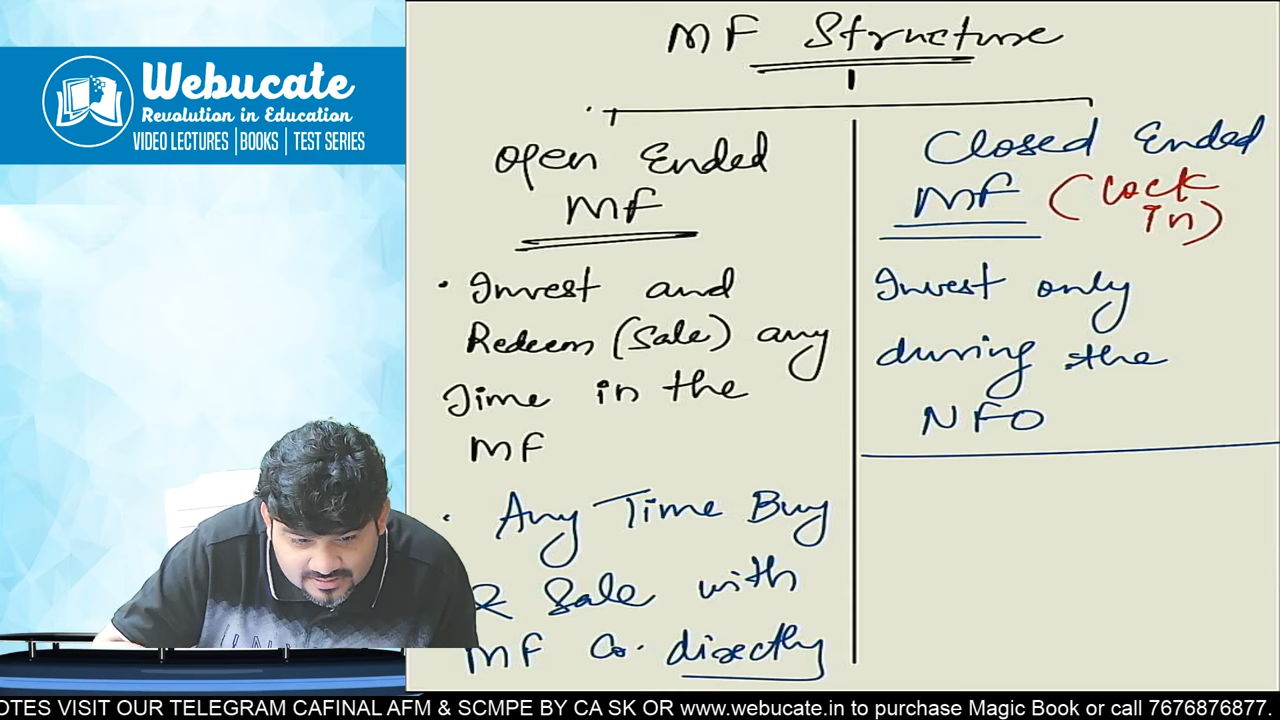 Webucate
Revolution in Education
VIDEO LECTURES | BOOKS | TEST SERIES
MF Structure
Open Ended
MF
• Invest and
Redeem (Sale) any
Time in the
MF
• Any Time Buy
& Sale with
MF Co. directly
Closed Ended
MF (Lock
in)
Invest only
during the
NFO
OTES VISIT OUR TELEGRAM CAFINAL AFM & SCMPE BY CA SK OR www.webucate.in to purchase Magic Book or call 7676876877.